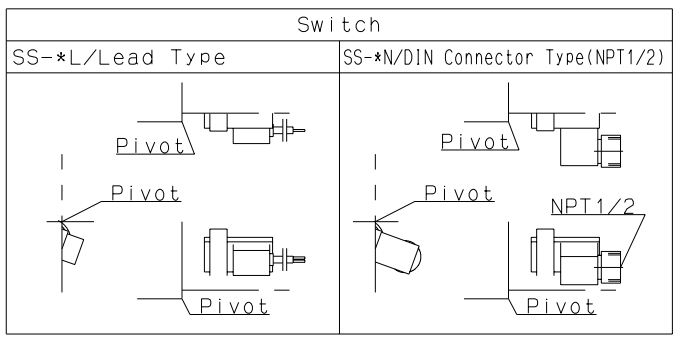 Switch
SS-*L/Lead Type
SS-*N/DIN Connector Type(NPT1/2)
Pivot
Pivot
Pivot
Pivot
NPT1/2
Pivot
Pivot